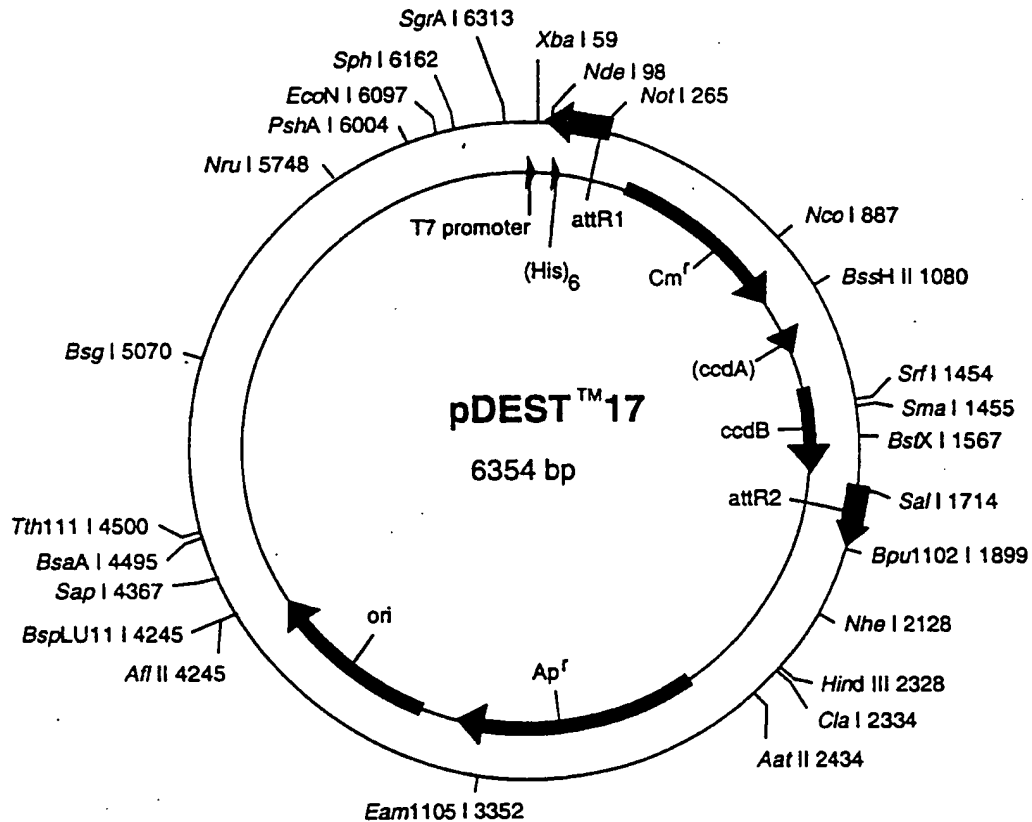 SgrA I 6313
Xba I 59
Sph I 6162
Nde I 98
EcoN I 6097
Not I 265
PshA I 6004
Nru I 5748
Nco I 887
T7 promoter
attR1
(His)6
Cmr
BssH II 1080
Bsg I 5070
(ccdA)
Srf I 1454
pDEST™17
Sma I 1455
ccdB
BstX I 1567
6354 bp
attR2
Sal I 1714
Tth111 I 4500
BsaA I 4495
Bpu1102 I 1899
Sap I 4367
ori
BspLU11 I 4245
Nhe I 2128
Afl II 4245
Apr
Hind III 2328
Cla I 2334
Aat II 2434
Eam1105 I 3352